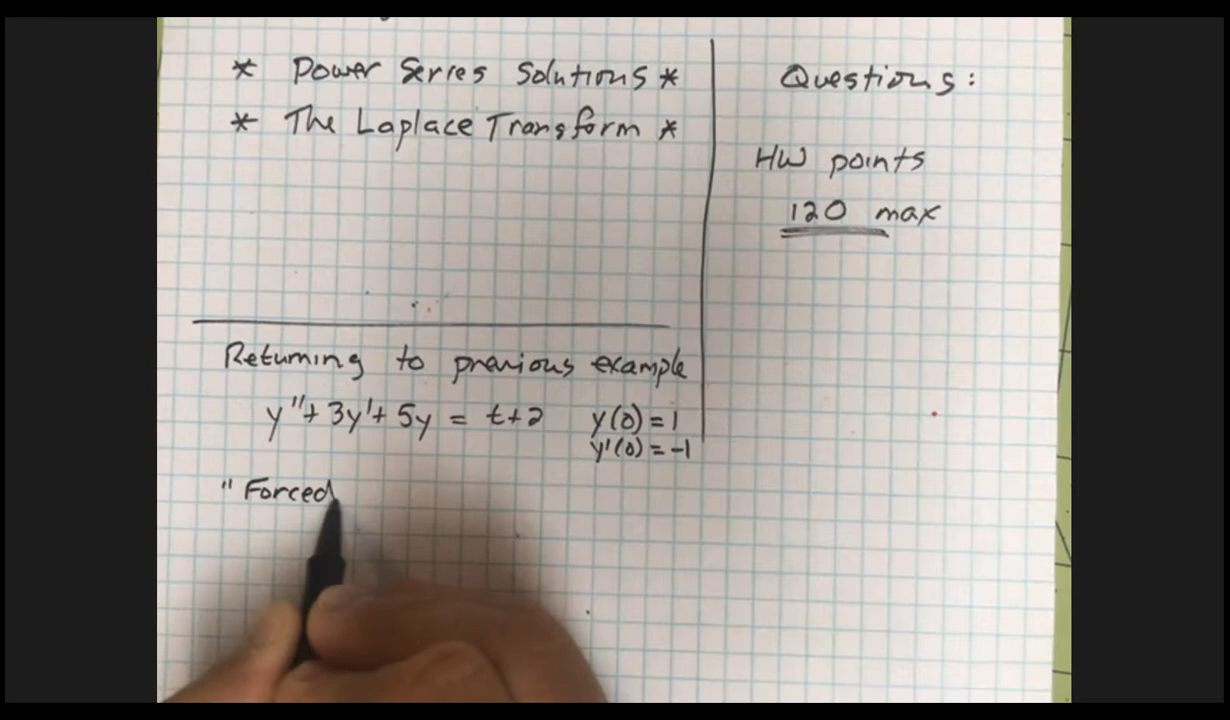 * Power Series Solutions *
* The Laplace Transform *
Questions:
HW points
120 max
Returning to previous example
y'' + 3y' + 5y = t+2 y(0) = 1
y'(0) = -1
" Forced